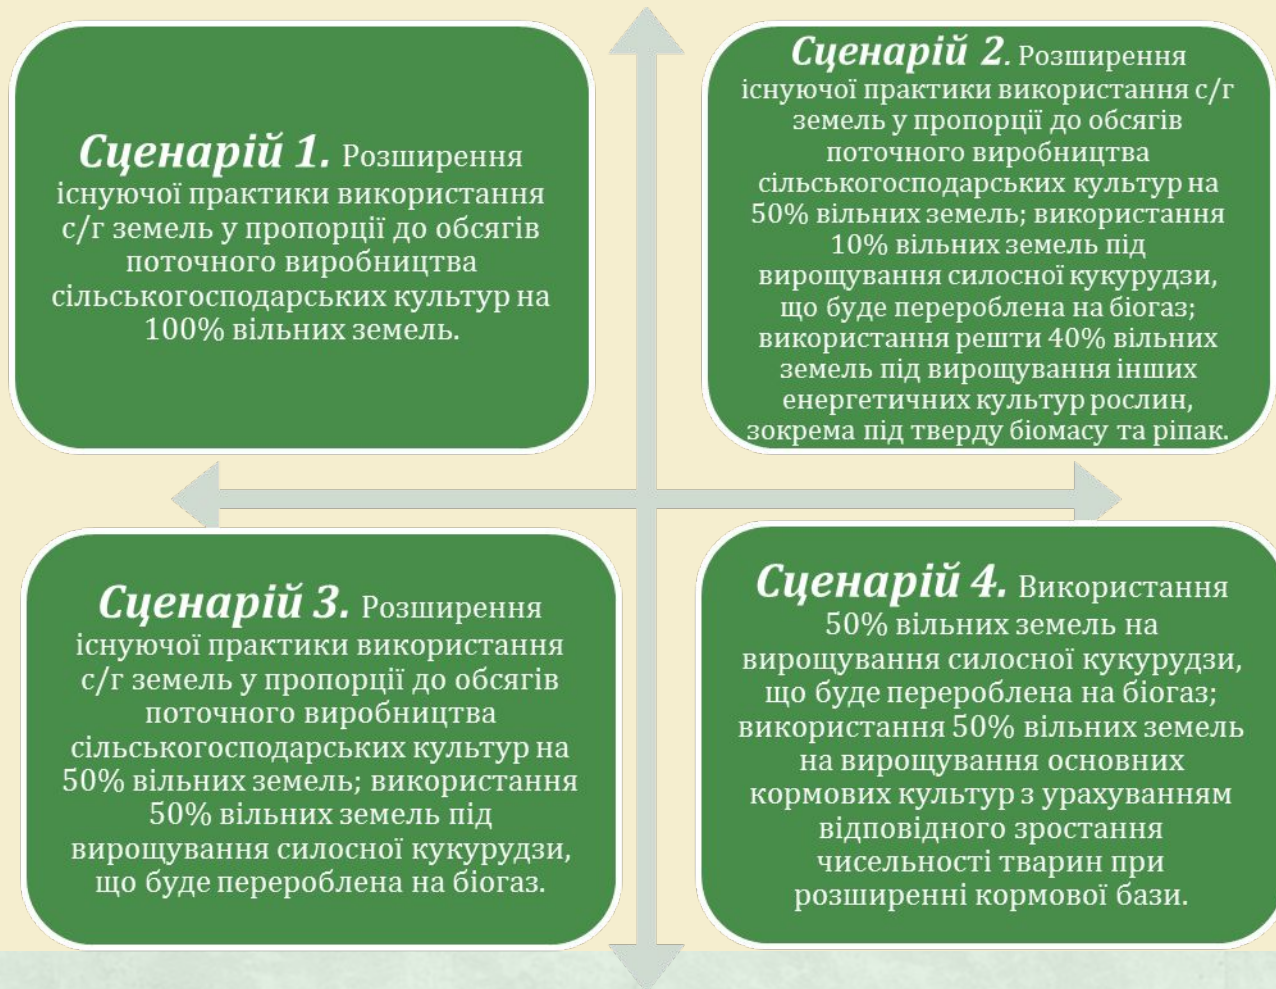 Сценарій 1. Розширення
існуючої практики використання
с/г земель у пропорції до обсягів
поточного виробництва
сільськогосподарських культур на
100% вільних земель.
Сценарій 2. Розширення
існуючої практики використання с/г
земель у пропорції до обсягів
поточного виробництва
сільськогосподарських культур на
50% вільних земель; використання
10% вільних земель під
вирощування силосної кукурудзи,
що буде перероблена на біогаз;
використання решти 40% вільних
земель під вирощування інших
енергетичних культур рослин,
зокрема під тверду біомасу та ріпак.
Сценарій 3. Розширення
існуючої практики використання
с/г земель у пропорції до обсягів
поточного виробництва
сільськогосподарських культур на
50% вільних земель; використання
50% вільних земель під
вирощування силосної кукурудзи,
що буде перероблена на біогаз.
Сценарій 4. Використання
50% вільних земель на
вирощування силосної кукурудзи,
що буде перероблена на біогаз;
використання 50% вільних земель
на вирощування основних
кормових культур з урахуванням
відповідного зростання
чисельності тварин при
розширенні кормової бази.